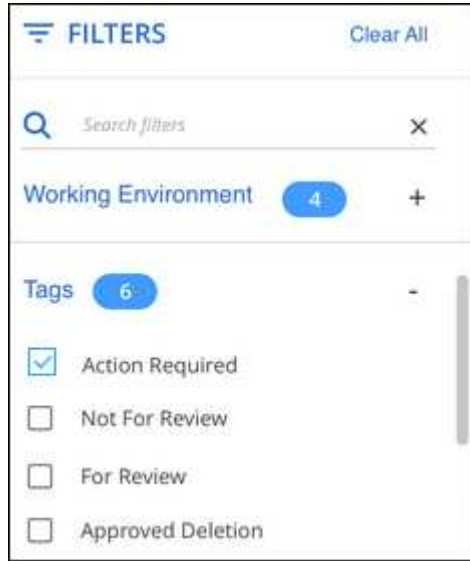 FILTERS Clear All
Search filters ×
Working Environment 4 +
Tags 6 -
Action Required
Not For Review
For Review
Approved Deletion